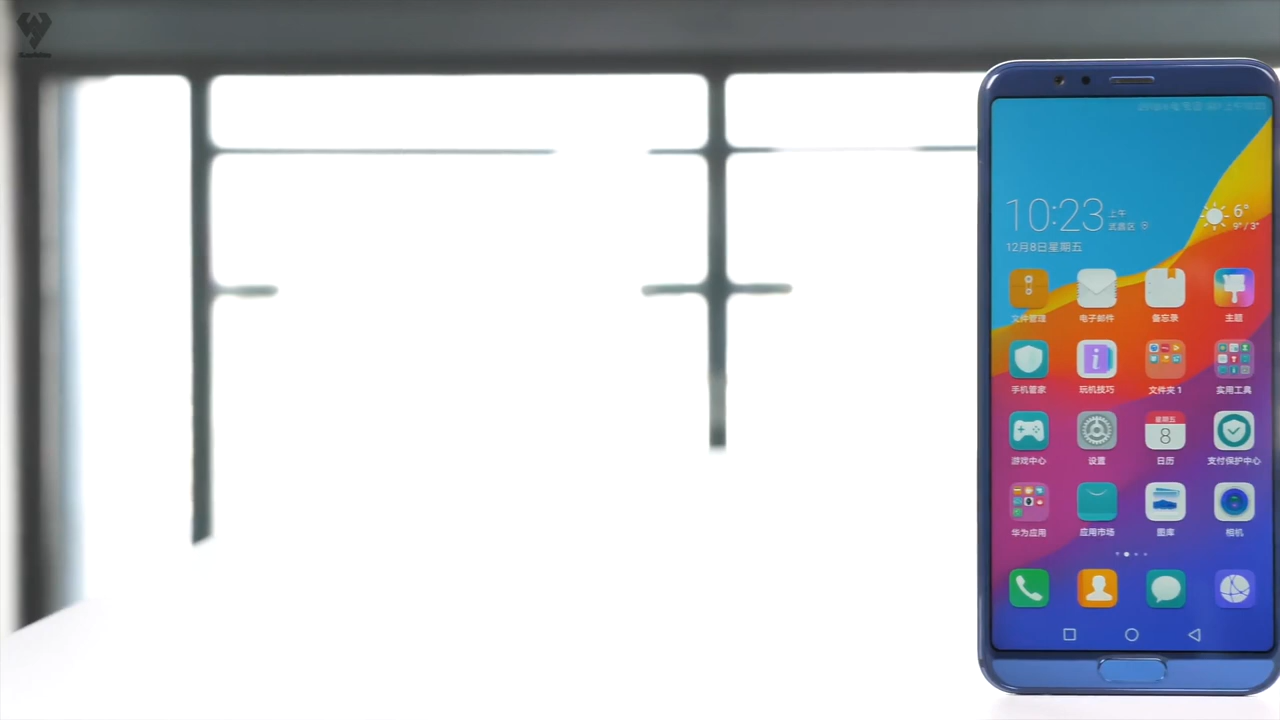 10:23
上午
武昌区
6°
9°/3°
12月8日星期五
文件管理
电子邮件
备忘录
主题
手机管家
玩机技巧
文件夹 1
实用工具
星期五
8
游戏中心
设置
日历
支付保护中心
华为应用
应用市场
图库
相机